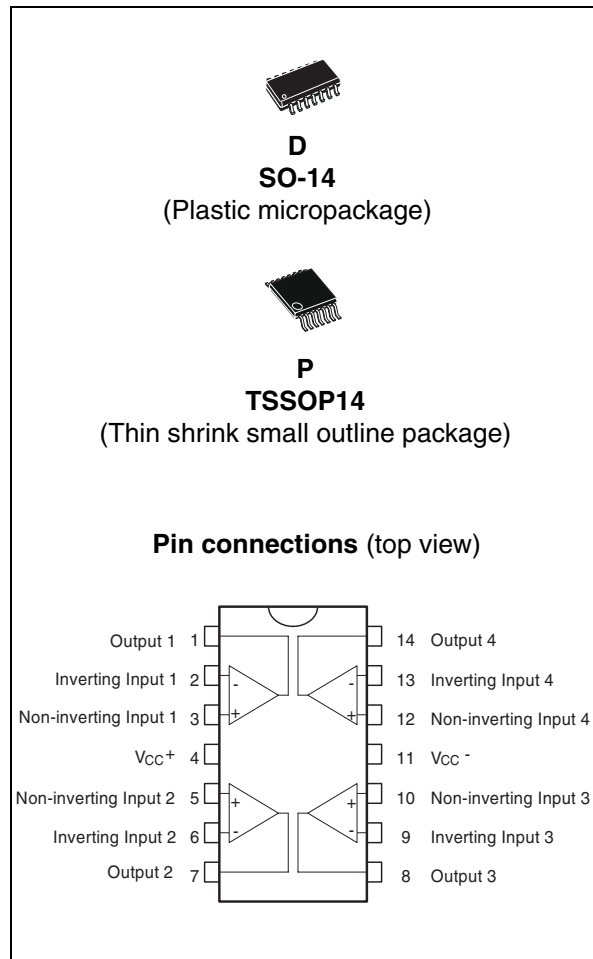 D
SO-14
(Plastic micropackage)
P
TSSOP14
(Thin shrink small outline package)
Pin connections (top view)
Output 1 1 14 Output 4
Inverting Input 1 2 - - 13 Inverting Input 4
Non-inverting Input 1 3 + + 12 Non-inverting Input 4
VCC+ 4 11 VCC -
Non-inverting Input 2 5 + + 10 Non-inverting Input 3
Inverting Input 2 6 - - 9 Inverting Input 3
Output 2 7 8 Output 3